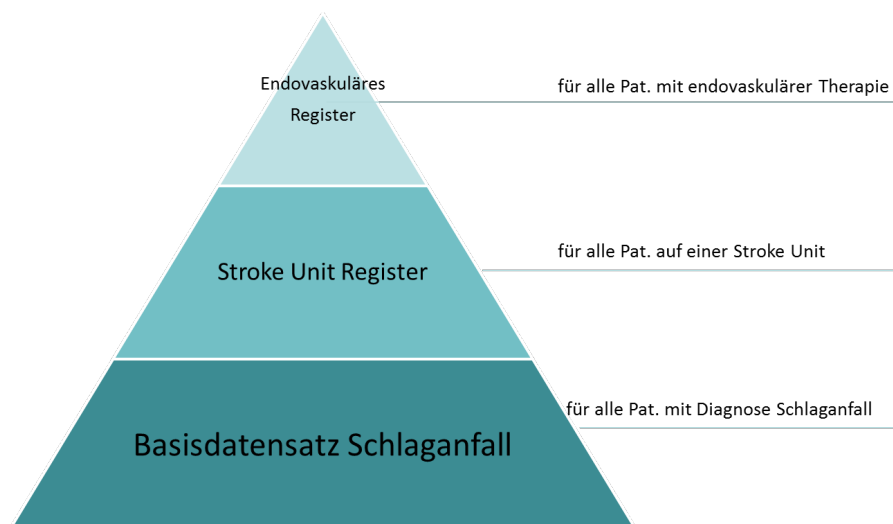 Endovaskuläres
Register
für alle Pat. mit endovaskulärer Therapie
Stroke Unit Register
für alle Pat. auf einer Stroke Unit
Basisdatensatz Schlaganfall
für alle Pat. mit Diagnose Schlaganfall